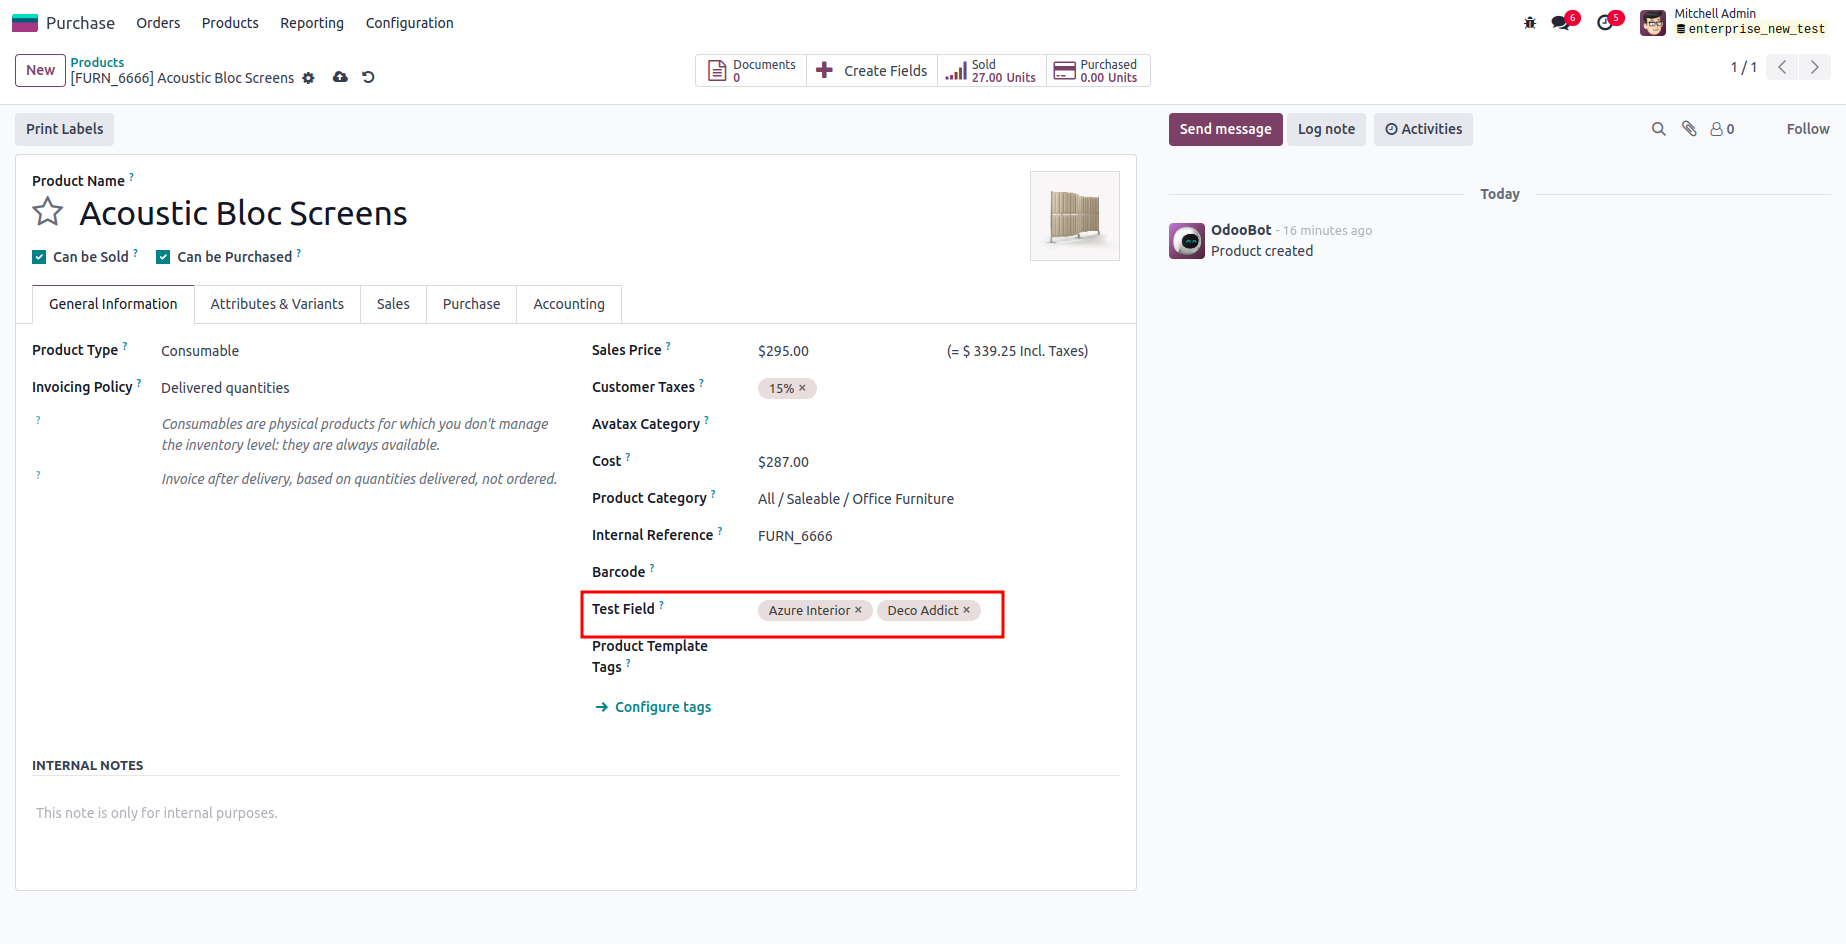 Purchase Orders Products Reporting Configuration
6 5 Mitchell Admin
enterprise_new_test
New Products
[FURN_6666] Acoustic Bloc Screens
Documents
0
Create Fields
Sold
27.00 Units
Purchased
0.00 Units
1 / 1
Print Labels
Send message Log note Activities 0 Follow
Product Name ?
Acoustic Bloc Screens
Can be Sold ? Can be Purchased ?
General Information Attributes & Variants Sales Purchase Accounting
Product Type ? Consumable
Invoicing Policy ? Delivered quantities
? Consumables are physical products for which you don't manage
the inventory level: they are always available.
? Invoice after delivery, based on quantities delivered, not ordered.
Sales Price ? $295.00 (= $ 339.25 Incl. Taxes)
Customer Taxes ? 15% ×
Avatax Category ?
Cost ? $287.00
Product Category ? All / Saleable / Office Furniture
Internal Reference ? FURN_6666
Barcode ?
Test Field ? Azure Interior × Deco Addict ×
Product Template
Tags ?
Configure tags
INTERNAL NOTES
This note is only for internal purposes.
Today
OdooBot - 16 minutes ago
Product created